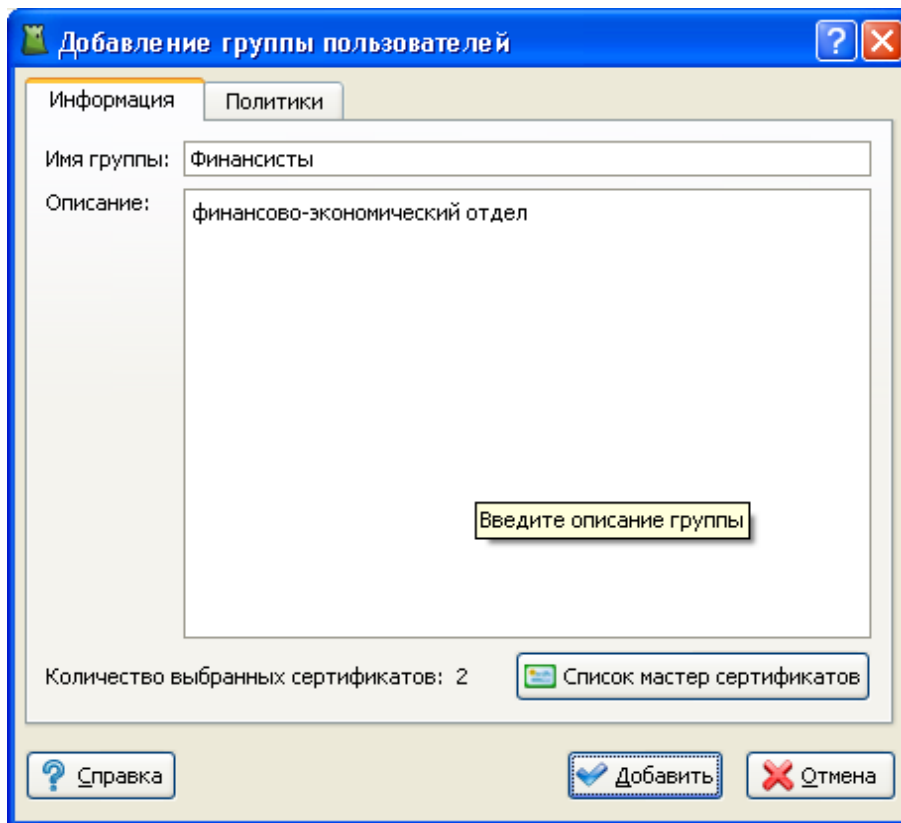 Добавление группы пользователей
Информация Политики
Имя группы: Финансисты
Описание: финансово-экономический отдел
Введите описание группы
Количество выбранных сертификатов: 2 Список мастер сертификатов
Справка Добавить Отмена